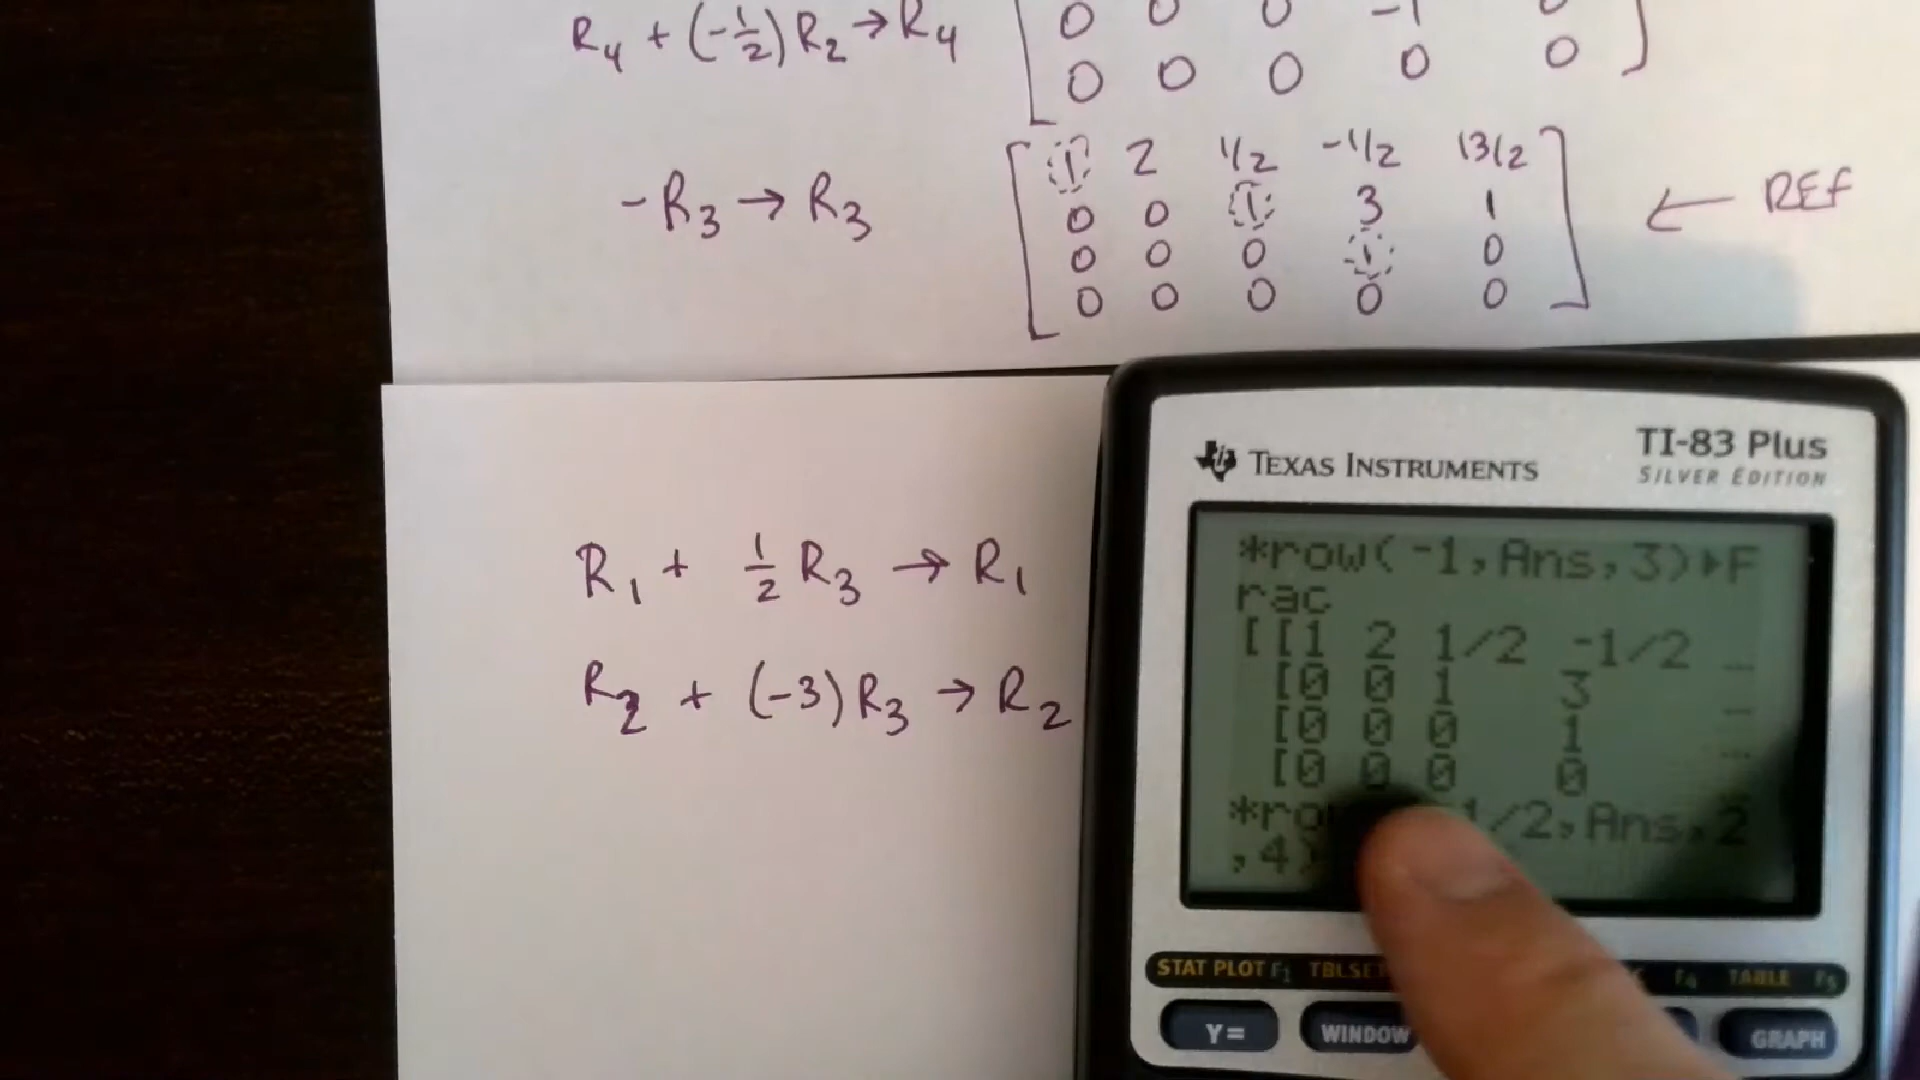 R₄ + (-½)R₂ → R₄
0 0 0 -1 0
0 0 0 0 0
-R₃ → R₃
1 2 1/2 -1/2 13/2
0 0 1 3 1
0 0 0 1 0
0 0 0 0 0
← REF
R₁ + ½ R₃ → R₁
R₂ + (-3)R₃ → R₂
TEXAS INSTRUMENTS
TI-83 Plus
SILVER EDITION
*row(-1,Ans,3)▶F
rac
[[1 2 1/2 -1/2 …
[0 0 1 3 …
[0 0 0 1 …
[0 0 0 0 …
*row 1/2,Ans,2
,4)
STAT PLOT F1 F4 TABLE F5
Y= WINDOW GRAPH